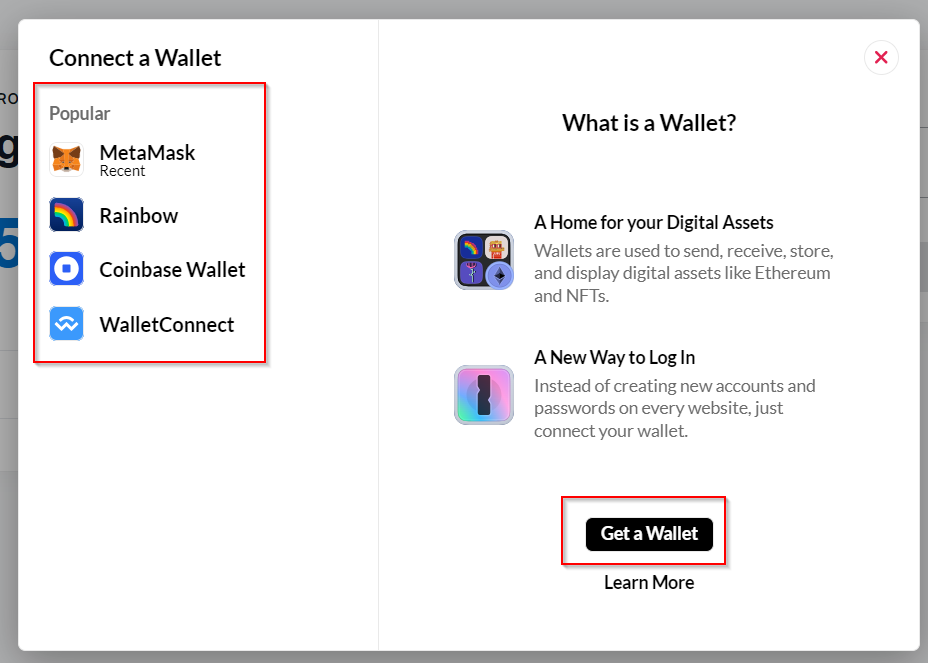 Connect a Wallet
Popular
MetaMask
Recent
Rainbow
Coinbase Wallet
WalletConnect
What is a Wallet?
A Home for your Digital Assets
Wallets are used to send, receive, store,
and display digital assets like Ethereum
and NFTs.
A New Way to Log In
Instead of creating new accounts and
passwords on every website, just
connect your wallet.
Get a Wallet
Learn More